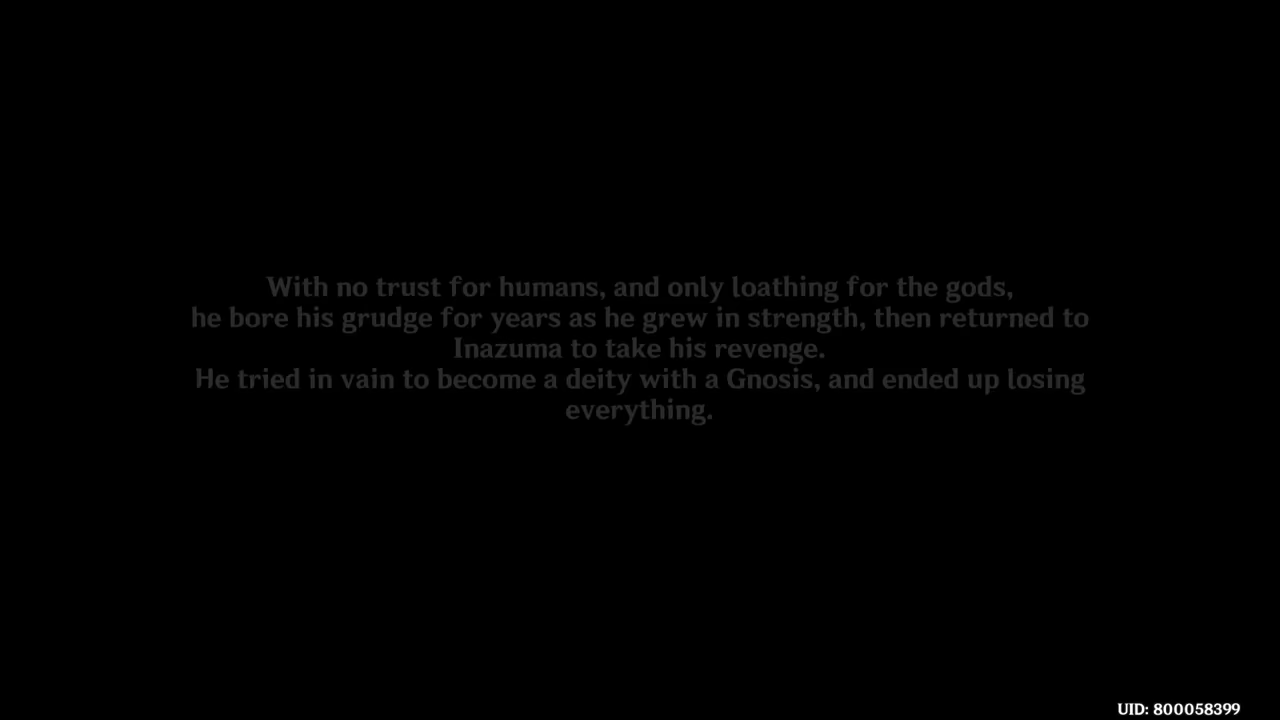 With no trust for humans, and only loathing for the gods,
he bore his grudge for years as he grew in strength, then returned to
Inazuma to take his revenge.
He tried in vain to become a deity with a Gnosis, and ended up losing
everything.
UID: 800058399